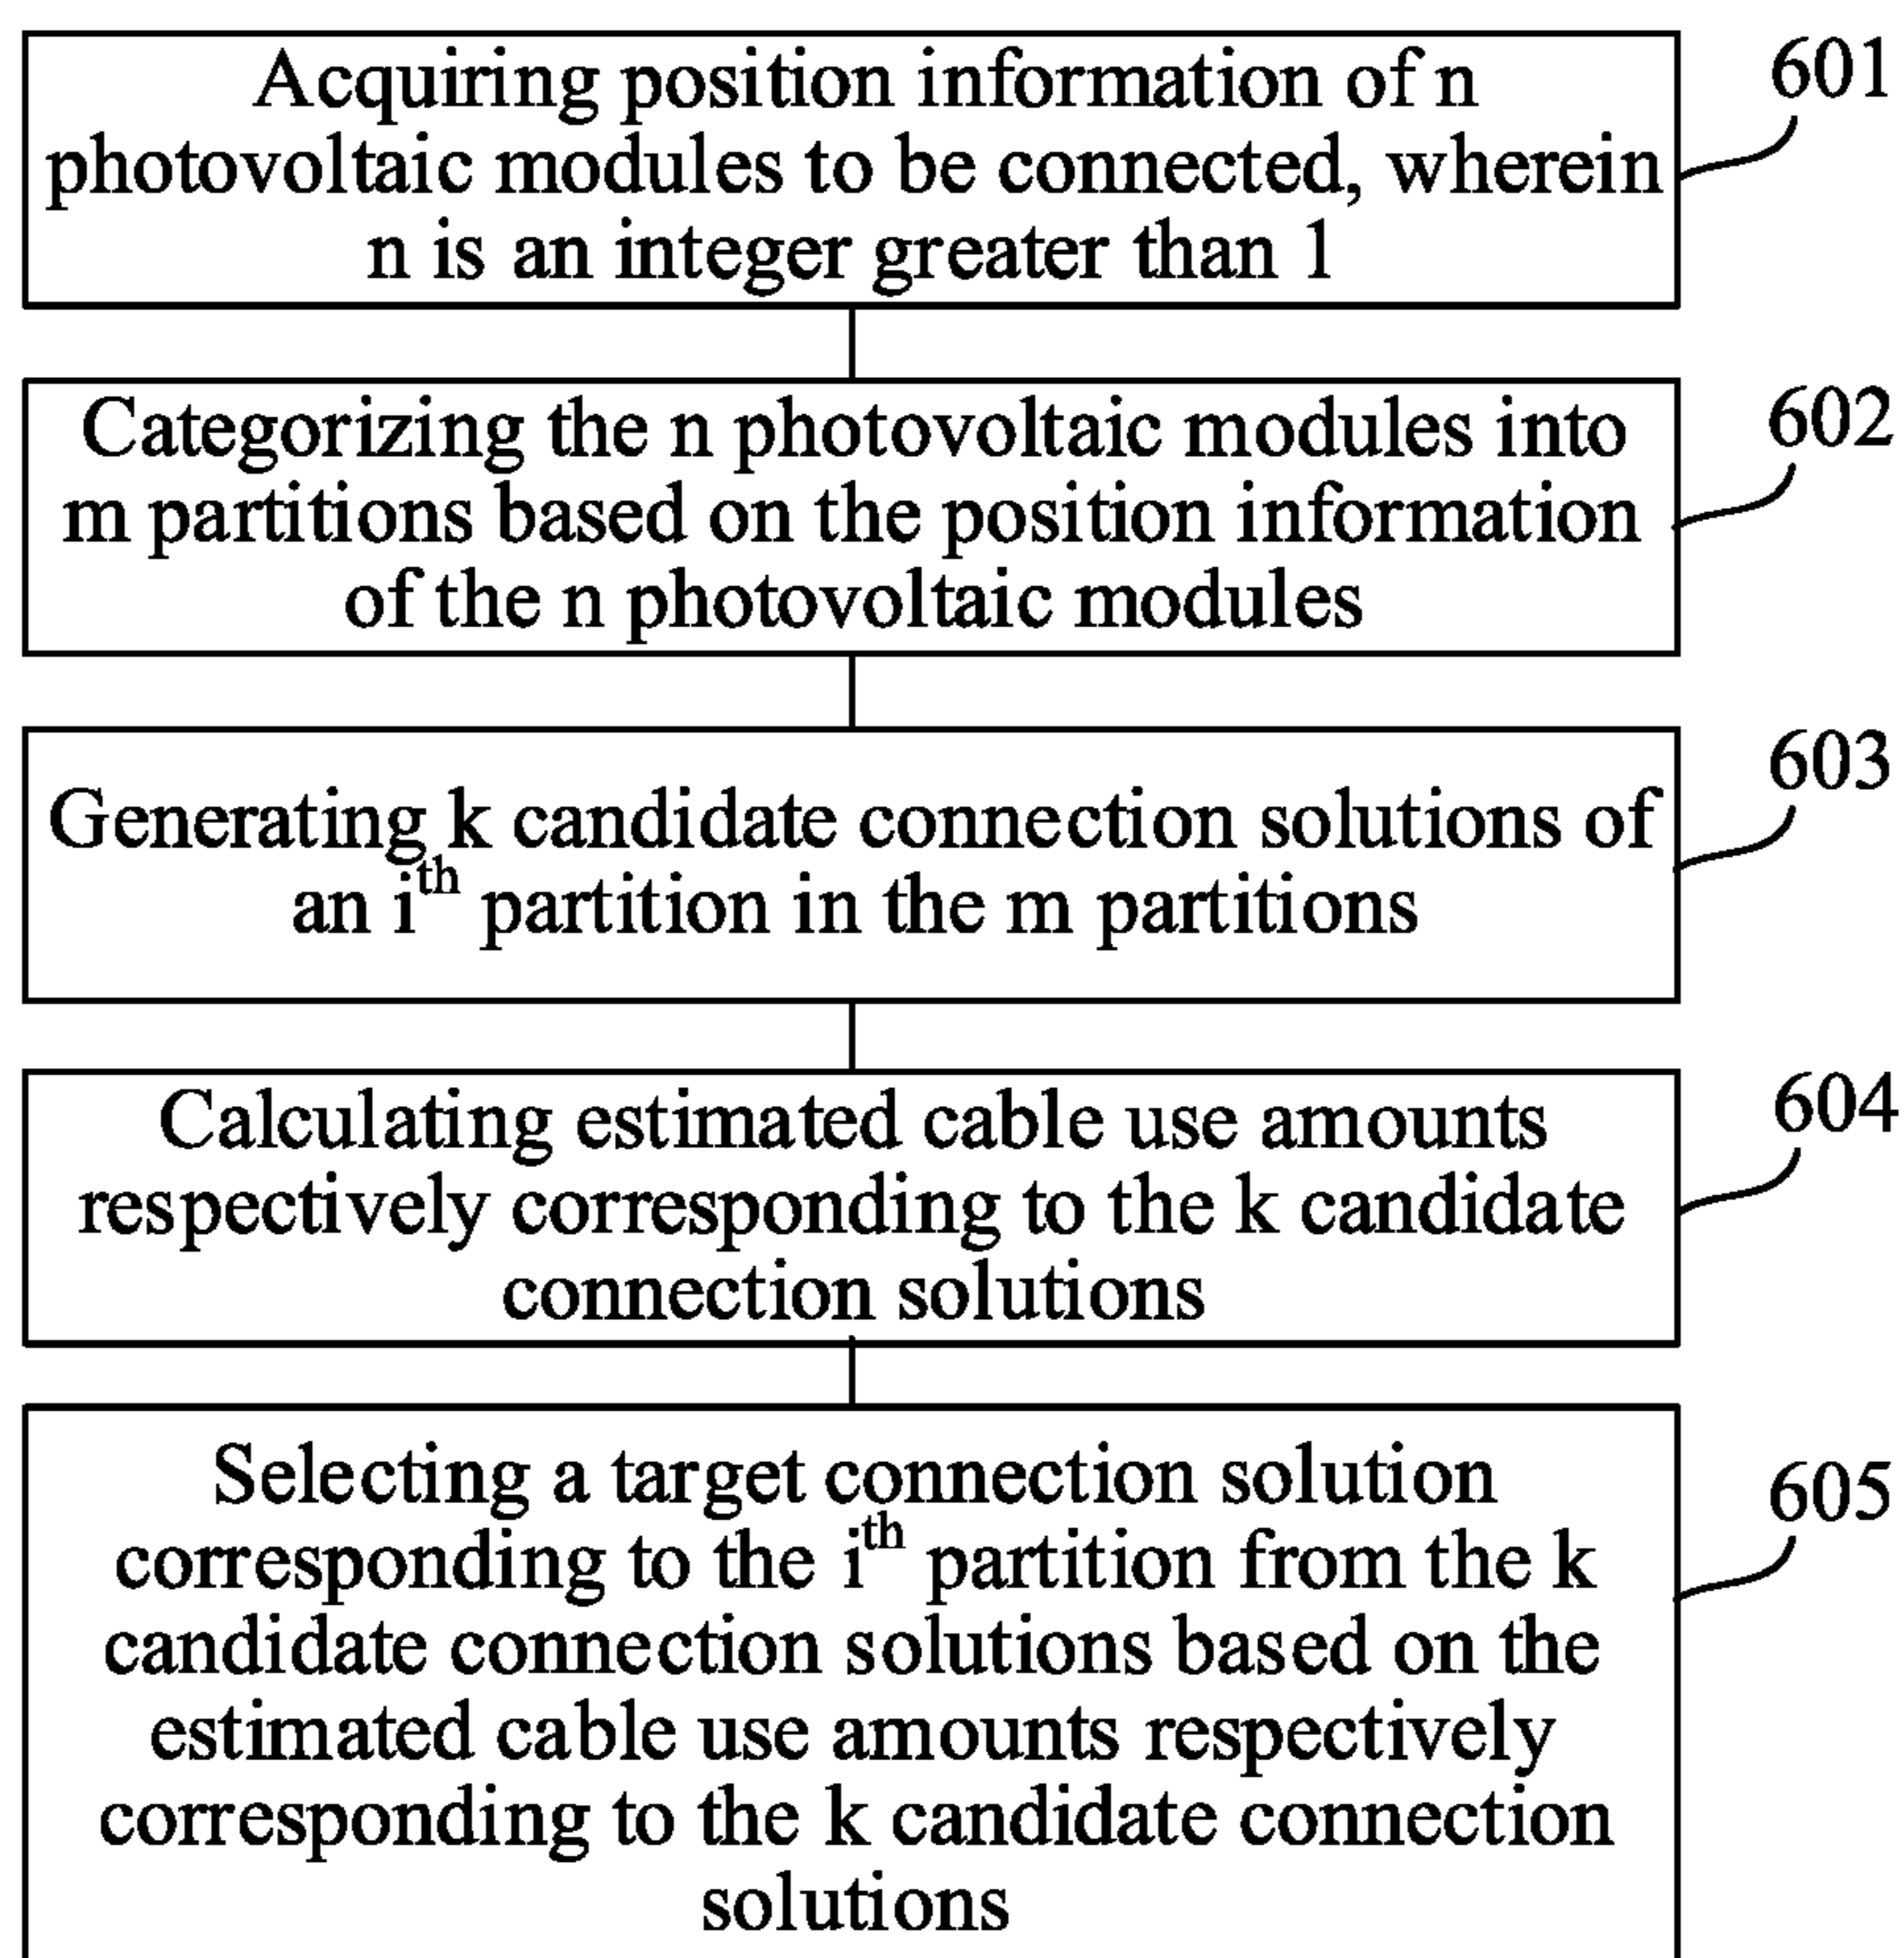 Acquiring position information of n
photovoltaic modules to be connected, wherein
n is an integer greater than 1
601
Categorizing the n photovoltaic modules into
m partitions based on the position information
of the n photovoltaic modules
602
Generating k candidate connection solutions of
an i^th partition in the m partitions
603
Calculating estimated cable use amounts
respectively corresponding to the k candidate
connection solutions
604
Selecting a target connection solution
corresponding to the i^th partition from the k
candidate connection solutions based on the
estimated cable use amounts respectively
corresponding to the k candidate connection
solutions
605